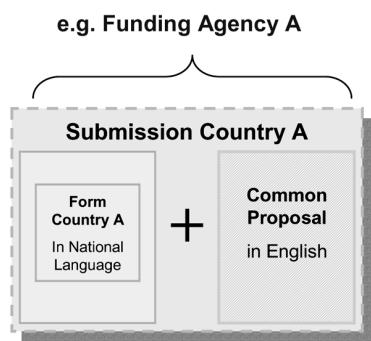 e.g. Funding Agency A
Submission Country A
Form
Country A
In National
Language
+
Common
Proposal
in English